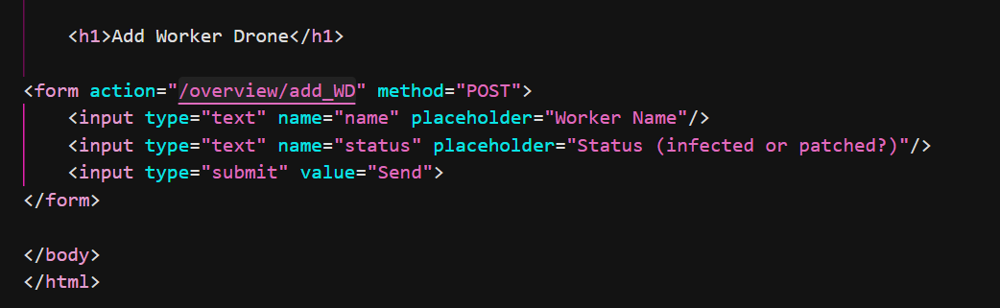 <h1>Add Worker Drone</h1>
<form action="/overview/add_WD" method="POST">
<input type="text" name="name" placeholder="Worker Name"/>
<input type="text" name="status" placeholder="Status (infected or patched?)"/>
<input type="submit" value="Send">
</form>
</body>
</html>